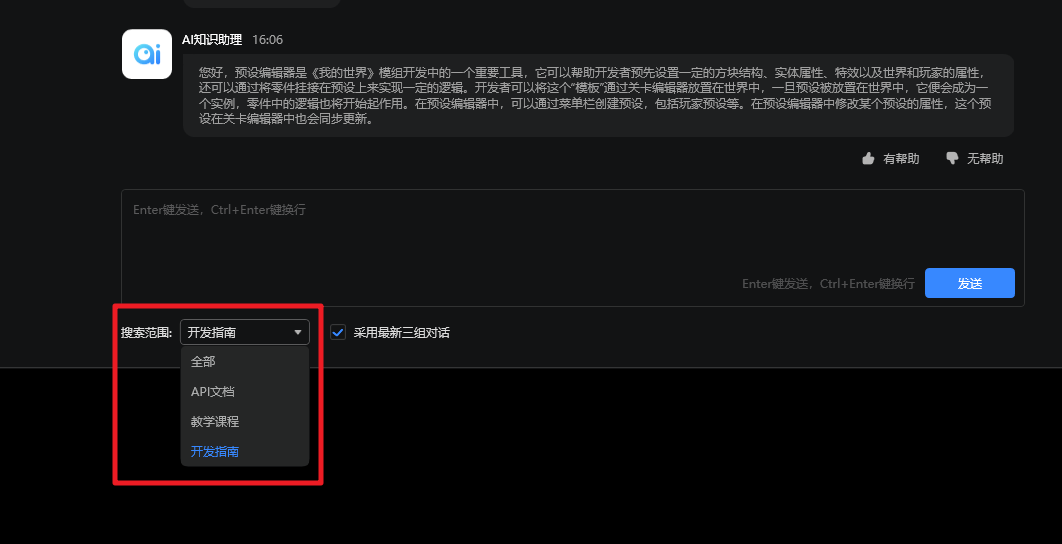 ai
AI知识助理 16:06
您好，预设编辑器是《我的世界》模组开发中的一个重要工具，它可以帮助开发者预先设置一定的方块结构、实体属性、特效以及世界和玩家的属性，
还可以通过将零件挂接在预设上来实现一定的逻辑。开发者可以将这个“模板”通过关卡编辑器放置在世界中，一旦预设被放置在世界中，它便会成为一
个实例，零件中的逻辑也将开始起作用。在预设编辑器中，可以通过菜单栏创建预设，包括玩家预设等。在预设编辑器中修改某个预设的属性，这个预
设在关卡编辑器中也会同步更新。
有帮助 无帮助
Enter键发送，Ctrl+Enter键换行
Enter键发送，Ctrl+Enter键换行 发送
搜索范围: 开发指南 采用最新三组对话
全部
API文档
教学课程
开发指南